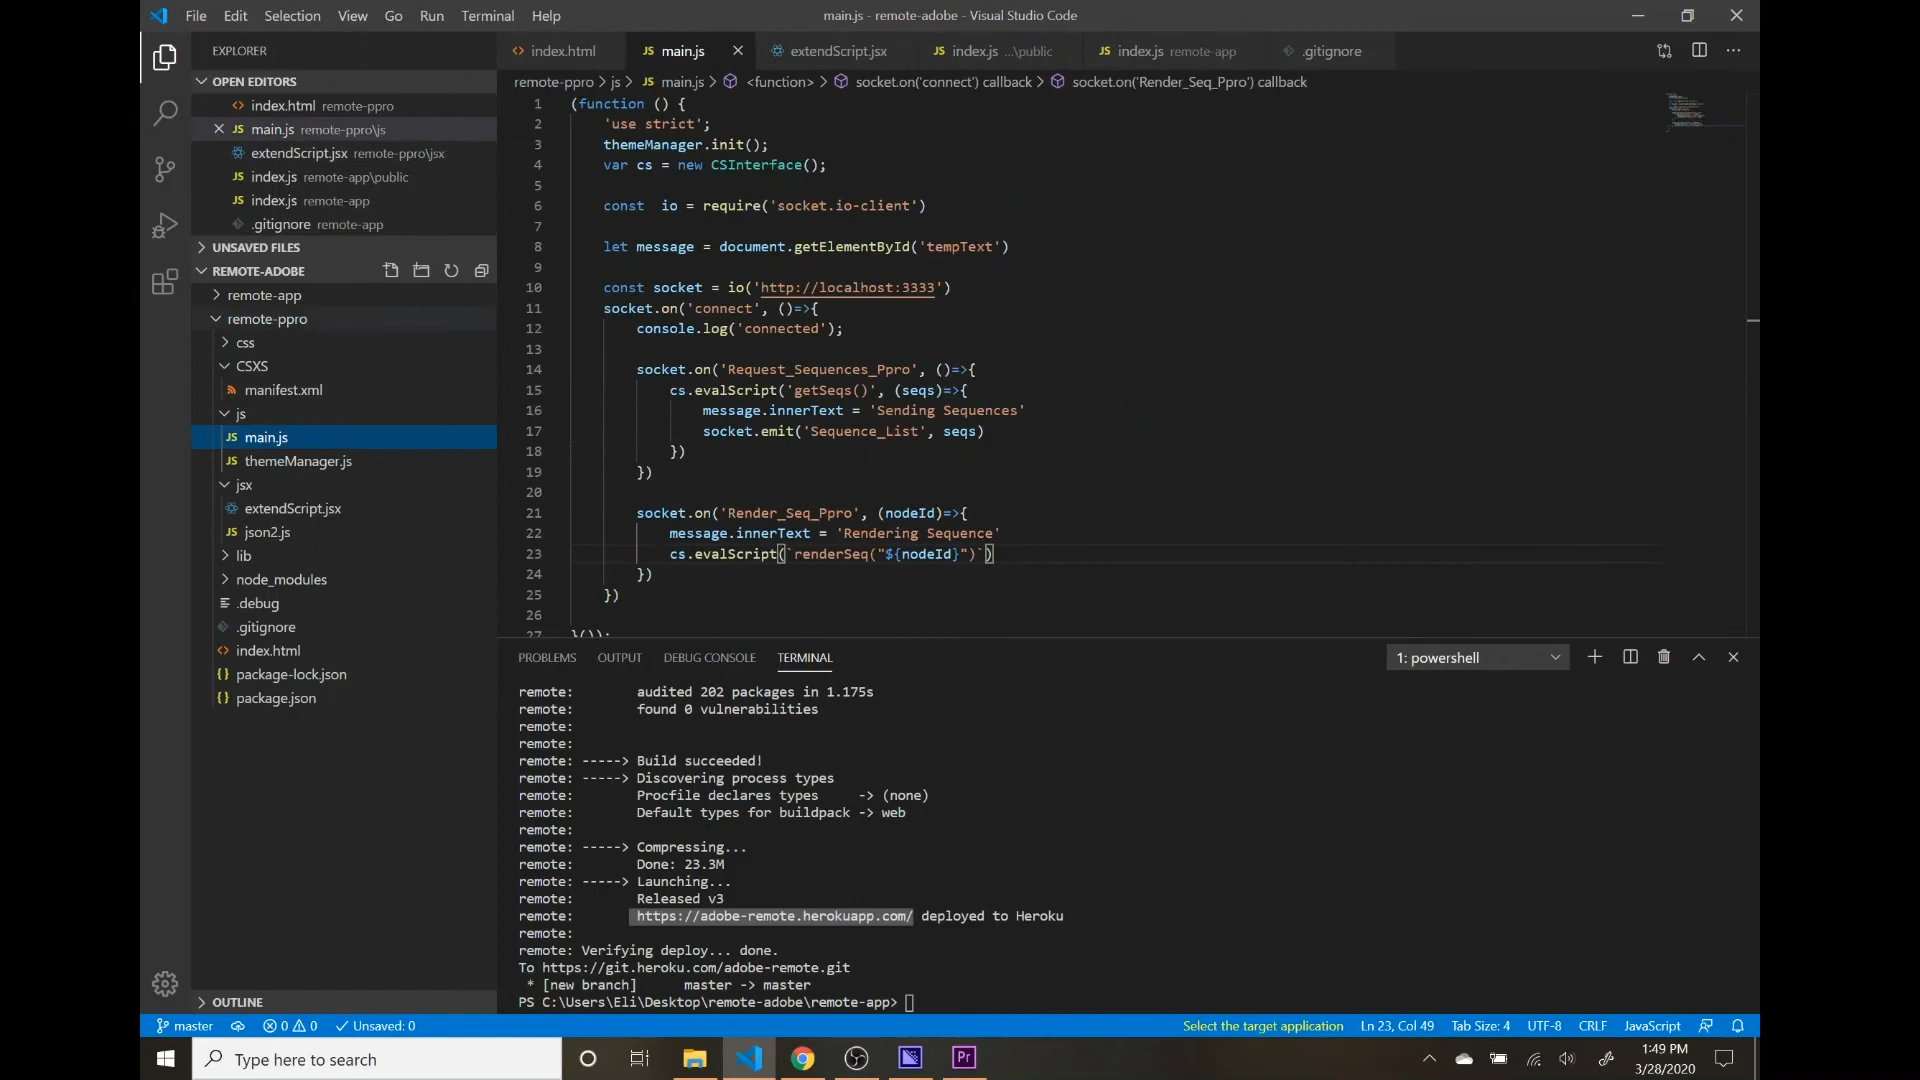 File Edit Selection View Go Run Terminal Help main.js - remote-adobe - Visual Studio Code
EXPLORER
OPEN EDITORS
index.html remote-ppro
main.js remote-ppro\js
extendScript.jsx remote-ppro\jsx
index.js remote-app\public
index.js remote-app
.gitignore remote-app
UNSAVED FILES
REMOTE-ADOBE
remote-app
remote-ppro
css
CSXS
manifest.xml
js
JS main.js
JS themeManager.js
jsx
extendScript.jsx
JS json2.js
lib
node_modules
.debug
.gitignore
index.html
package-lock.json
package.json
OUTLINE
index.html JS main.js extendScript.jsx JS index.js ...\public JS index.js remote-app .gitignore
remote-ppro > js > JS main.js > <function> > socket.on('connect') callback > socket.on('Render_Seq_Ppro') callback
1 (function () {
2 'use strict';
3 themeManager.init();
4 var cs = new CSInterface();
5
6 const io = require('socket.io-client')
7
8 let message = document.getElementById('tempText')
9
10 const socket = io('http://localhost:3333')
11 socket.on('connect', ()=>{
12 console.log('connected');
13
14 socket.on('Request_Sequences_Ppro', ()=>{
15 cs.evalScript('getSeqs()', (seqs)=>{
16 message.innerText = 'Sending Sequences'
17 socket.emit('Sequence_List', seqs)
18 })
19 })
20
21 socket.on('Render_Seq_Ppro', (nodeId)=>{
22 message.innerText = 'Rendering Sequence'
23 cs.evalScript(`renderSeq("${nodeId}")`)
24 })
25 })
26
27 }());
PROBLEMS OUTPUT DEBUG CONSOLE TERMINAL 1: powershell
remote: audited 202 packages in 1.175s
remote: found 0 vulnerabilities
remote:
remote:
remote: -----> Build succeeded!
remote: -----> Discovering process types
remote: Procfile declares types -> (none)
remote: Default types for buildpack -> web
remote:
remote: -----> Compressing...
remote: Done: 23.3M
remote: -----> Launching...
remote: Released v3
remote: https://adobe-remote.herokuapp.com/ deployed to Heroku
remote:
remote: Verifying deploy... done.
To https://git.heroku.com/adobe-remote.git
* [new branch] master -> master
PS C:\Users\Eli\Desktop\remote-adobe\remote-app>
master 0 0 Unsaved: 0 Select the target application Ln 23, Col 49 Tab Size: 4 UTF-8 CRLF JavaScript
Type here to search Pr 1:49 PM
3/28/2020